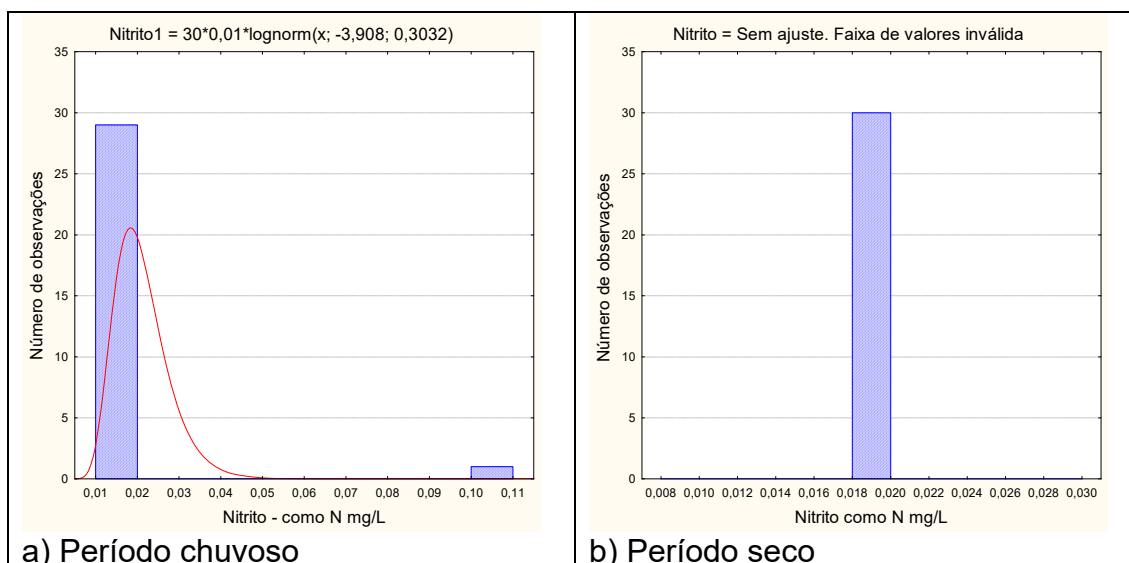 Nitrito1 = 30*0,01*lognorm(x; -3,908; 0,3032)
35
30
25
20
15
10
5
0
Número de observações
0,01 0,02 0,03 0,04 0,05 0,06 0,07 0,08 0,09 0,10 0,11
Nitrito - como N mg/L
a) Período chuvoso
Nitrito = Sem ajuste. Faixa de valores inválida
35
30
25
20
15
10
5
0
Número de observações
0,008 0,010 0,012 0,014 0,016 0,018 0,020 0,022 0,024 0,026 0,028 0,030
Nitrito como N mg/L
b) Período seco